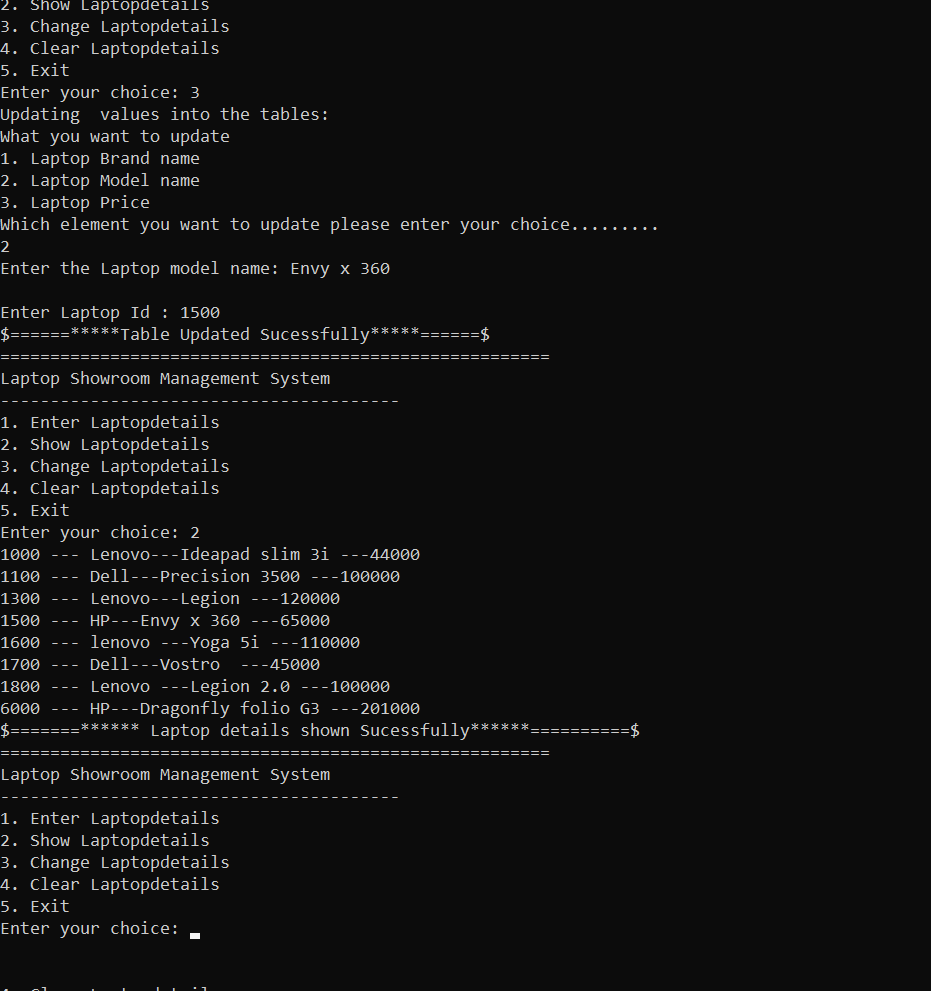 2. Show Laptopdetails
3. Change Laptopdetails
4. Clear Laptopdetails
5. Exit
Enter your choice: 3
Updating  values into the tables:
What you want to update
1. Laptop Brand name
2. Laptop Model name
3. Laptop Price
Which element you want to update please enter your choice.........
2
Enter the Laptop model name: Envy x 360
Enter Laptop Id : 1500
$======*****Table Updated Sucessfully*****======$
=======================================================
Laptop Showroom Management System
----------------------------------------
1. Enter Laptopdetails
2. Show Laptopdetails
3. Change Laptopdetails
4. Clear Laptopdetails
5. Exit
Enter your choice: 2
1000 --- Lenovo---Ideapad slim 3i ---44000
1100 --- Dell---Precision 3500 ---100000
1300 --- Lenovo---Legion ---120000
1500 --- HP---Envy x 360 ---65000
1600 --- lenovo ---Yoga 5i ---110000
1700 --- Dell---Vostro  ---45000
1800 --- Lenovo ---Legion 2.0 ---100000
6000 --- HP---Dragonfly folio G3 ---201000
$=======****** Laptop details shown Sucessfully******==========$
=======================================================
Laptop Showroom Management System
----------------------------------------
1. Enter Laptopdetails
2. Show Laptopdetails
3. Change Laptopdetails
4. Clear Laptopdetails
5. Exit
Enter your choice: